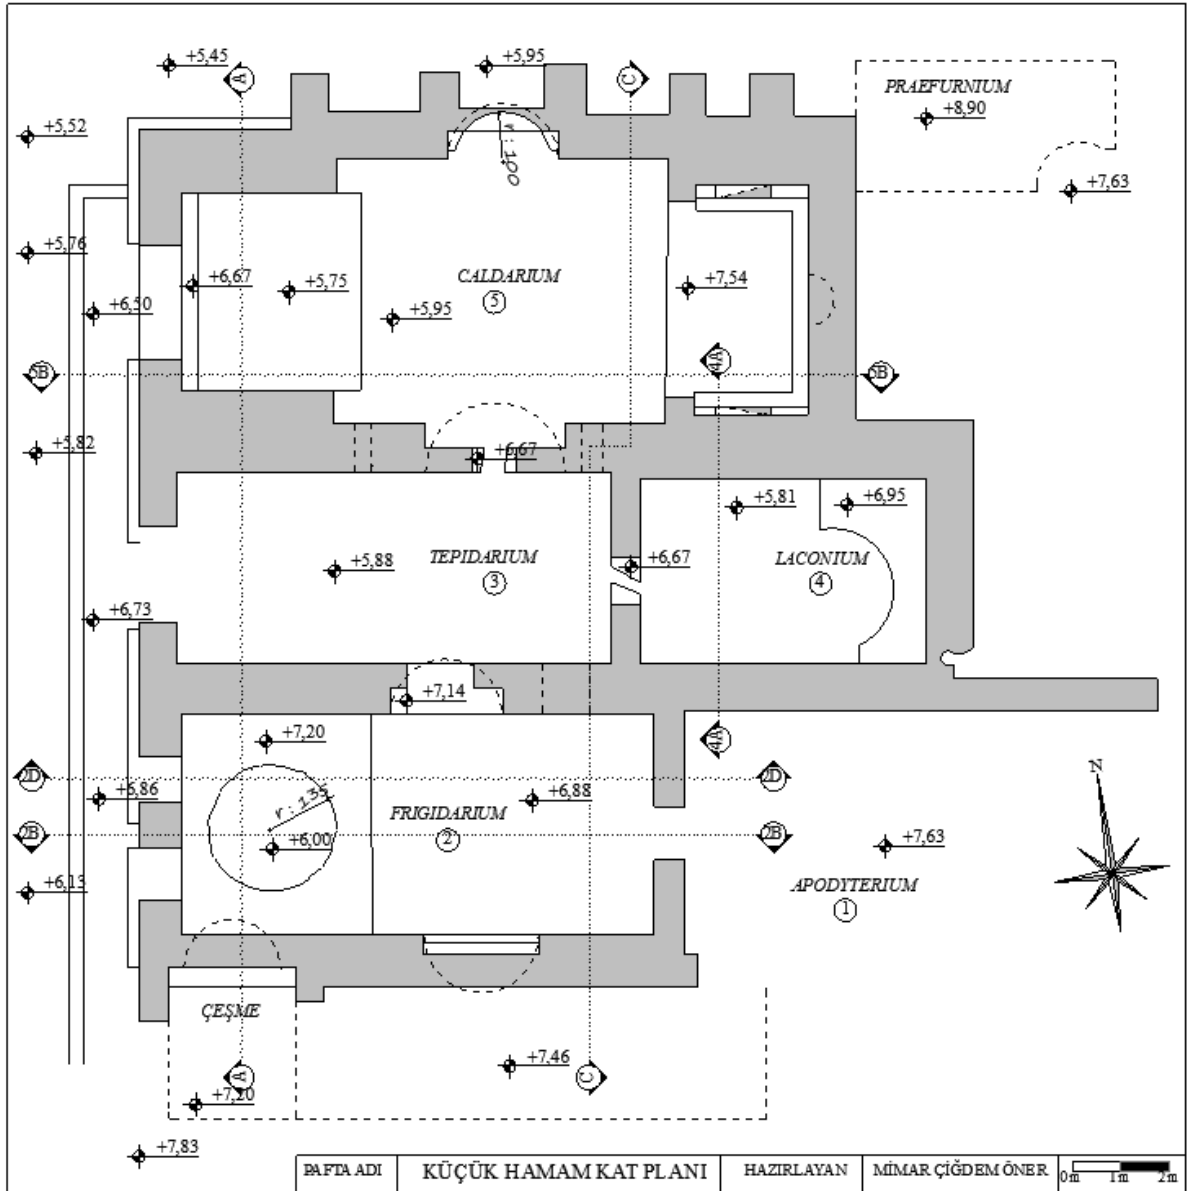 +5,45
A
+5,95
C
PRAEFURNIUM
+8,90
+5,52
r:100
+7,63
+5,76
+6,67
+5,75
CALDARIUM
5
+7,54
+6,50
+5,95
4A
5B
5B
+5,82
+6,67
+5,81
+6,95
TEPIDARIUM
3
+6,67
LACONIUM
4
+5,88
+6,73
+7,14
+7,20
4A
N
2D
2D
+6,86
r:135
+6,88
FRIGIDARIUM
2
2B
+6,00
2B
+7,63
+6,13
APODYTERIUM
1
ÇEŞME
+7,46
A
C
+7,20
+7,83
PAFTA ADI KÜÇÜK HAMAM KAT PLANI HAZIRLAYAN MİMAR ÇİĞDEM ÖNER
0m 1m 2m